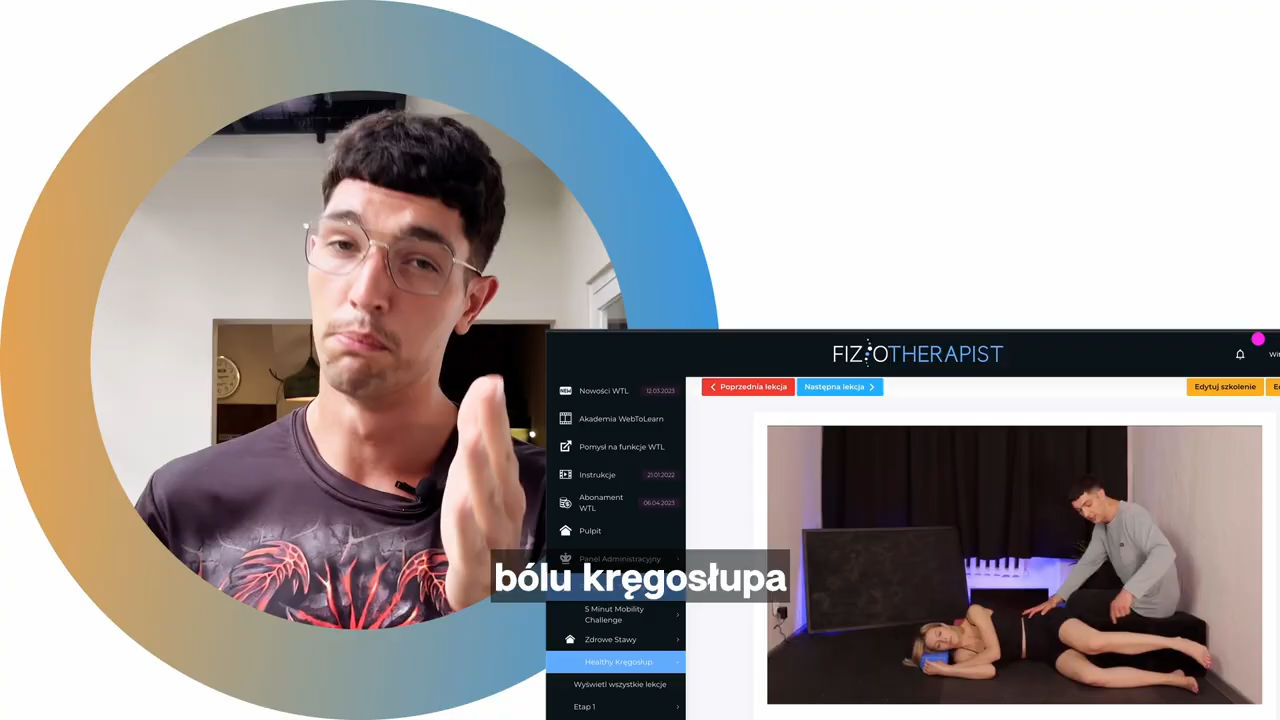 FIZJOTHERAPIST
Poprzednia lekcja
Następna lekcja
Edytuj szkolenie
Nowości WTL
12.03.2023
Akademia WebToLearn
Pomysł na funkcje WTL
Instrukcje
21.01.2022
Abonament
WTL
06.04.2023
Pulpit
Panel Administracyjny
bólu kręgosłupa
5 Minut Mobility
Challenge
Zdrowe Stawy
Healthy Kręgosłup
Wyświetl wszystkie lekcje
Etap 1